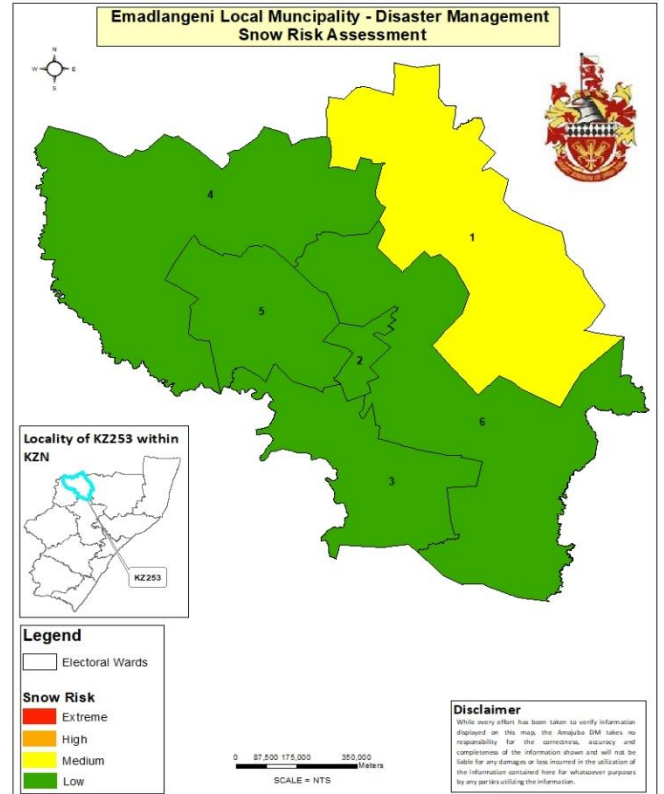 Emadlangeni Local Muncipality - Disaster Management
Snow Risk Assessment
N
W
E
S
4
1
5
2
6
3
Locality of KZ253 within
KZN
KZ253
Legend
Electoral Wards
Snow Risk
Extreme
High
Medium
Low
0 87,500 175,000 350,000
Meters
SCALE = NTS
Disclaimer
While every effort has been taken to verify information
displayed on this map, the Amajuba DM takes no
responsibility for the correctness, accuracy and
completeness of the information shown and will not be
liable for any damages or loss incurred in the utilization of
the information contained here for whatsoever purposes
by any parties utilizing the information.